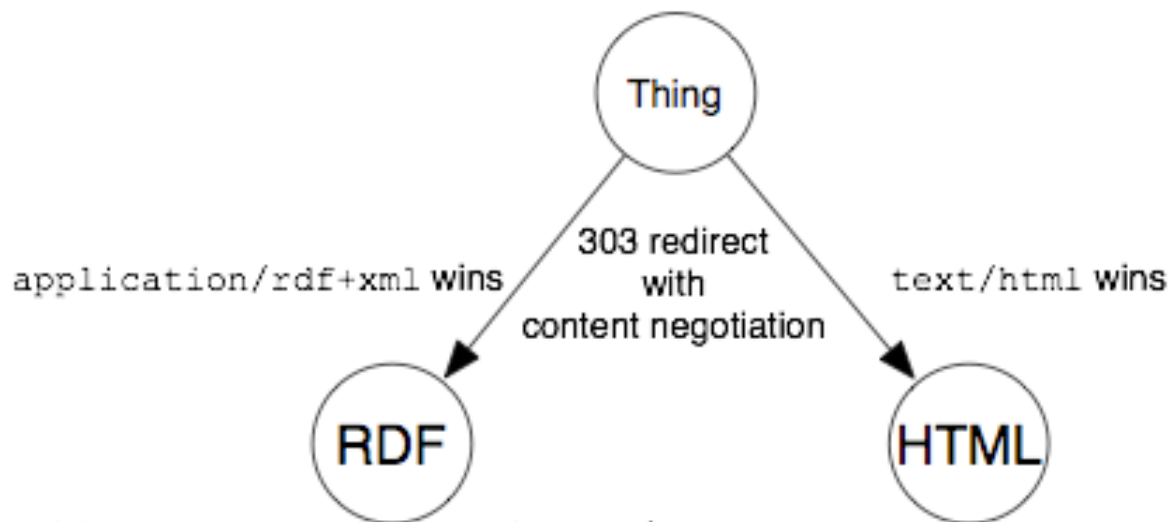 Thing
303 redirect
with
content negotiation
application/rdf+xml wins
text/html wins
RDF
HTML